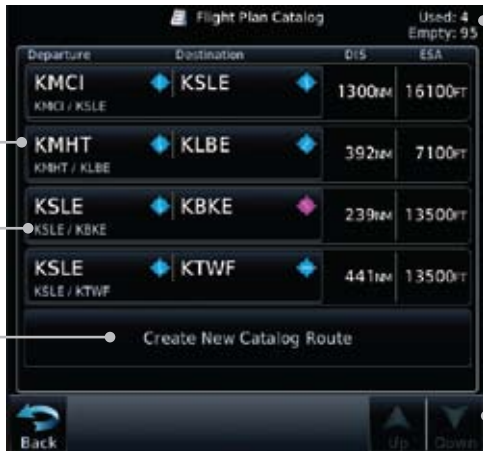 Flight Plan Catalog
Used: 4
Empty: 95
Departure Destination DIS ESA
KMCI KSLE 1300NM 16100FT
KMCI / KSLE
KMHT KLBE 392NM 7100FT
KMHT / KLBE
KSLE KBKE 239NM 13500FT
KSLE / KBKE
KSLE KTWF 441NM 13500FT
KSLE / KTWF
Create New Catalog Route
Back Up Down